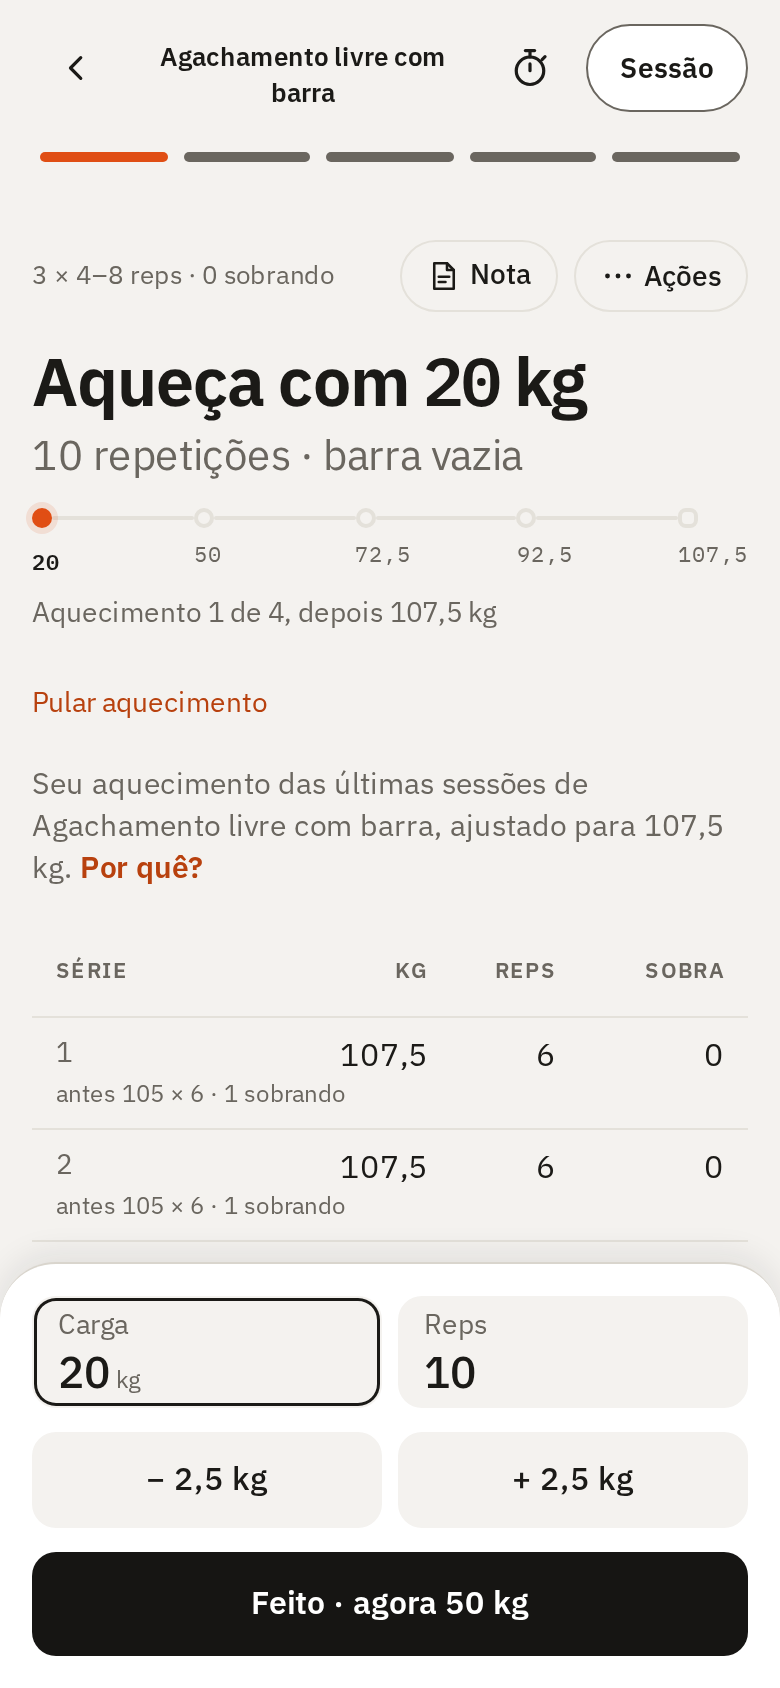 Agachamento livre com
barra
Sessão
3 × 4–8 reps · 0 sobrando
Nota
Ações
Aqueça com 20 kg
10 repetições · barra vazia
20 50 72,5 92,5 107,5
Aquecimento 1 de 4, depois 107,5 kg
Pular aquecimento
Seu aquecimento das últimas sessões de
Agachamento livre com barra, ajustado para 107,5
kg. Por quê?
SÉRIE KG REPS SOBRA
1 107,5 6 0
antes 105 × 6 · 1 sobrando
2 107,5 6 0
antes 105 × 6 · 1 sobrando
Carga Reps
20 kg 10
− 2,5 kg + 2,5 kg
Feito · agora 50 kg